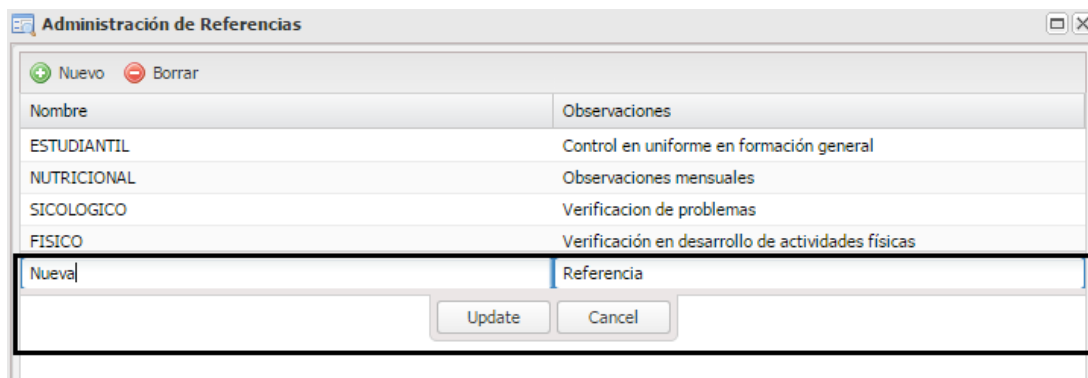 Administración de Referencias
Nuevo Borrar
Nombre Observaciones
ESTUDIANTIL Control en uniforme en formación general
NUTRICIONAL Observaciones mensuales
SICOLOGICO Verificacion de problemas
FISICO Verificación en desarrollo de actividades físicas
Nueva Referencia
Update Cancel